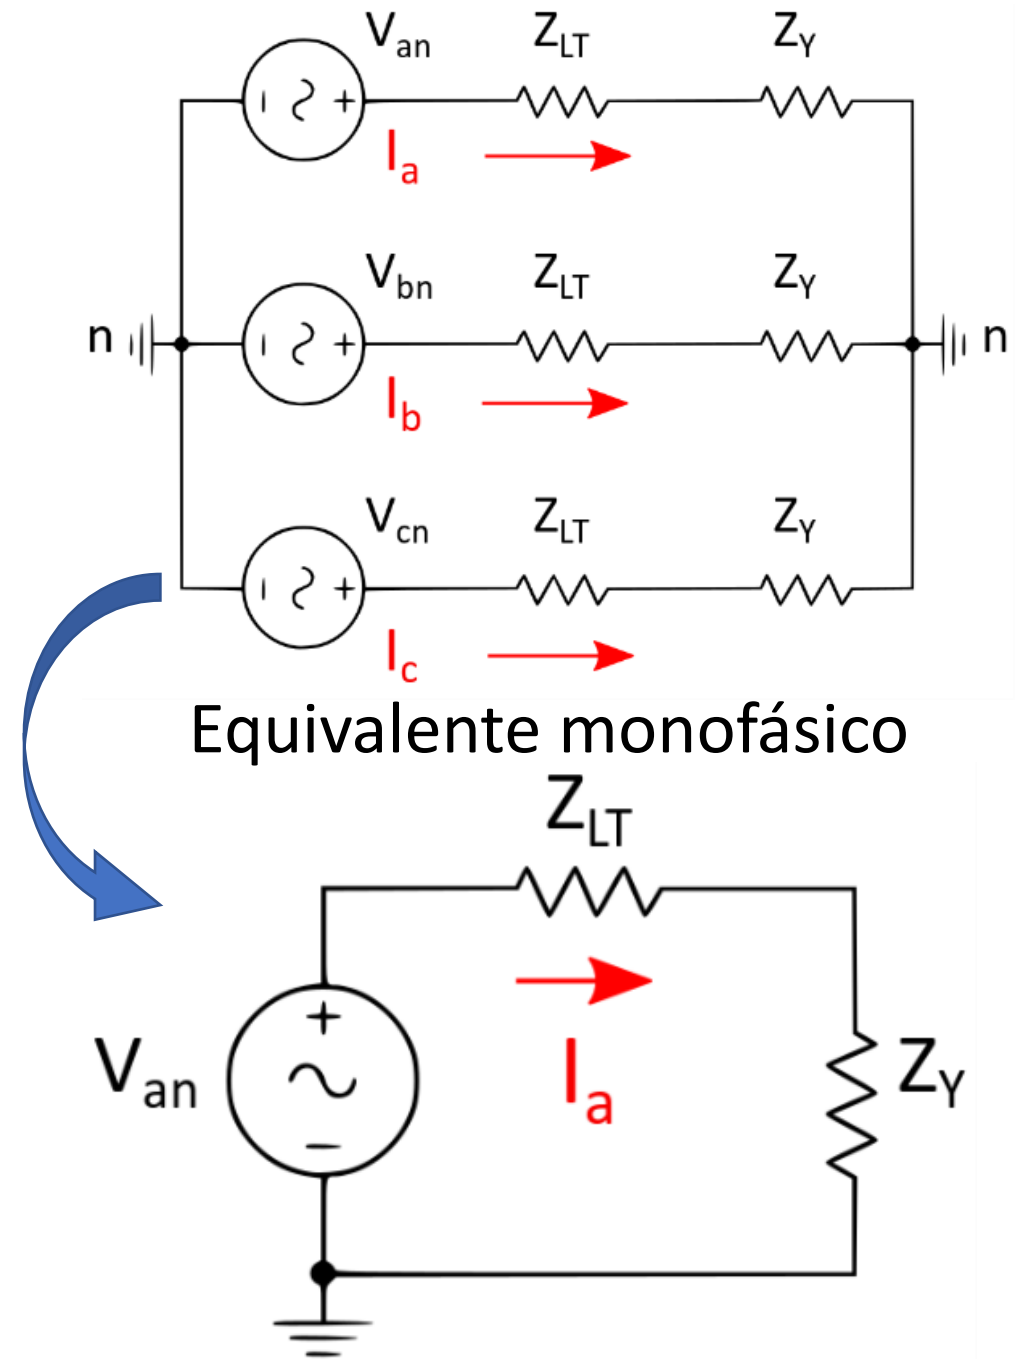 Van ZLT ZY
Ia
n Vbn ZLT ZY n
Ib
Vcn ZLT ZY
Ic
Equivalente monofásico
ZLT
Van Ia ZY